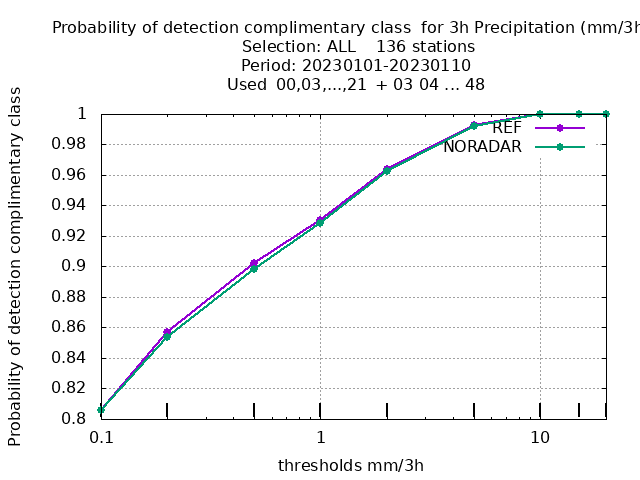 Probability of detection complimentary class  for 3h Precipitation (mm/3h
Selection: ALL    136 stations
Period: 20230101-20230110
Used  00,03,...,21  + 03 04 ... 48
Probability of detection complimentary class
1
0.98
0.96
0.94
0.92
0.9
0.88
0.86
0.84
0.82
0.8
REF
NORADAR
0.1
1
10
thresholds mm/3h